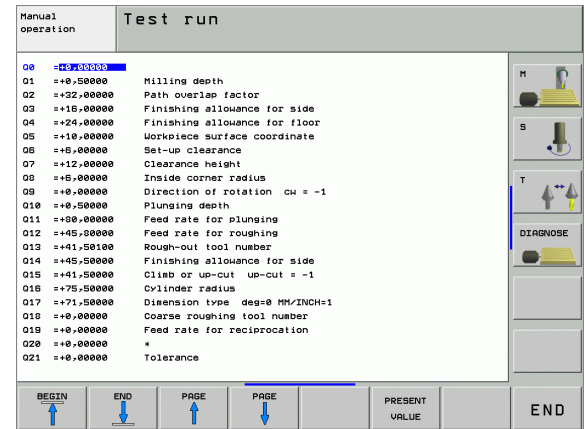 Manual
operation
Test run
Q0 =+0,00000
Q1 =+0,50000 Milling depth
Q2 =+32,00000 Path overlap factor
Q3 =+16,00000 Finishing allowance for side
Q4 =+24,00000 Finishing allowance for floor
Q5 =+10,00000 Workpiece surface coordinate
Q6 =+6,00000 Set-up clearance
Q7 =+12,00000 Clearance height
Q8 =+6,00000 Inside corner radius
Q9 =+0,00000 Direction of rotation cw = -1
Q10 =+0,50000 Plunging depth
Q11 =+80,00000 Feed rate for plunging
Q12 =+45,80000 Feed rate for roughing
Q13 =+41,50100 Rough-out tool number
Q14 =+45,50000 Finishing allowance for side
Q15 =+41,50000 Climb or up-cut up-cut = -1
Q16 =+75,50000 Cylinder radius
Q17 =+71,50000 Dimension type deg=0 MM/INCH=1
Q18 =+0,00000 Coarse roughing tool number
Q19 =+0,00000 Feed rate for reciprocation
Q20 =+0,00000 *
Q21 =+0,00000 Tolerance
M
S
T
DIAGNOSE
BEGIN
END
PAGE
PAGE
PRESENT
VALUE
END